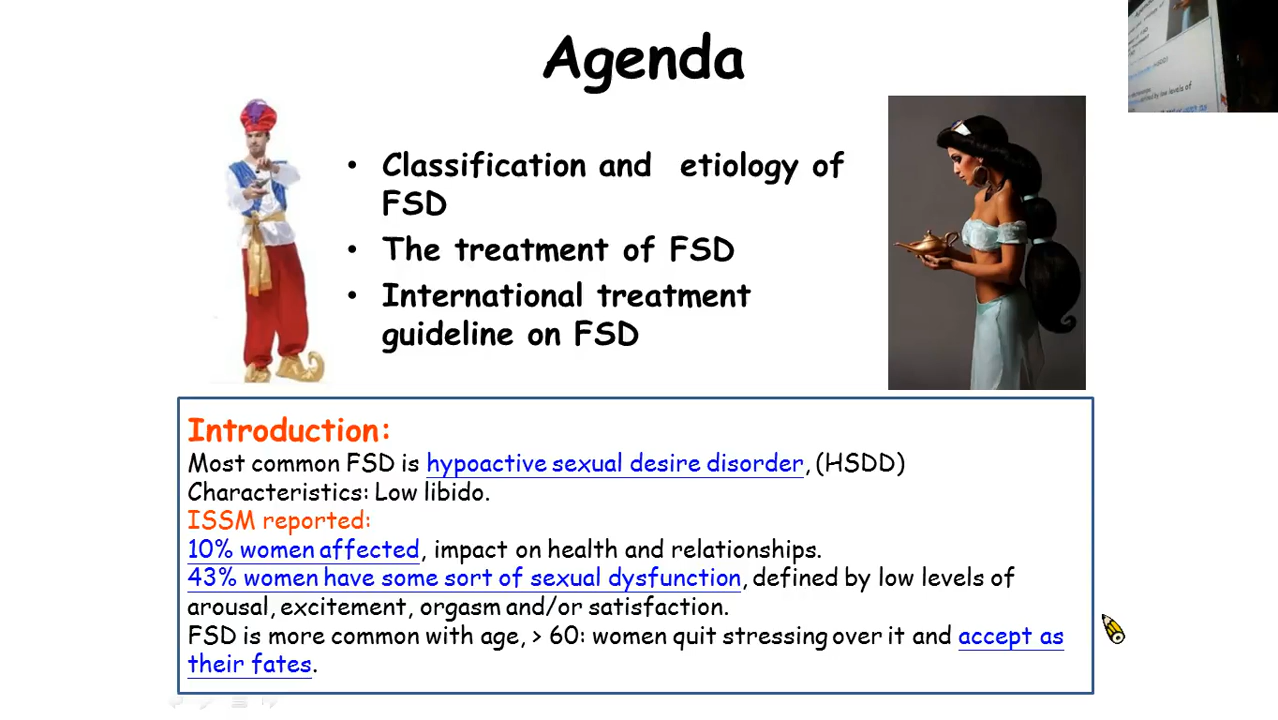 Agenda
• Classification and etiology of
FSD
• The treatment of FSD
• International treatment
guideline on FSD
Introduction:
Most common FSD is hypoactive sexual desire disorder, (HSDD)
Characteristics: Low libido.
ISSM reported:
10% women affected, impact on health and relationships.
43% women have some sort of sexual dysfunction, defined by low levels of
arousal, excitement, orgasm and/or satisfaction.
FSD is more common with age, > 60: women quit stressing over it and accept as
their fates.